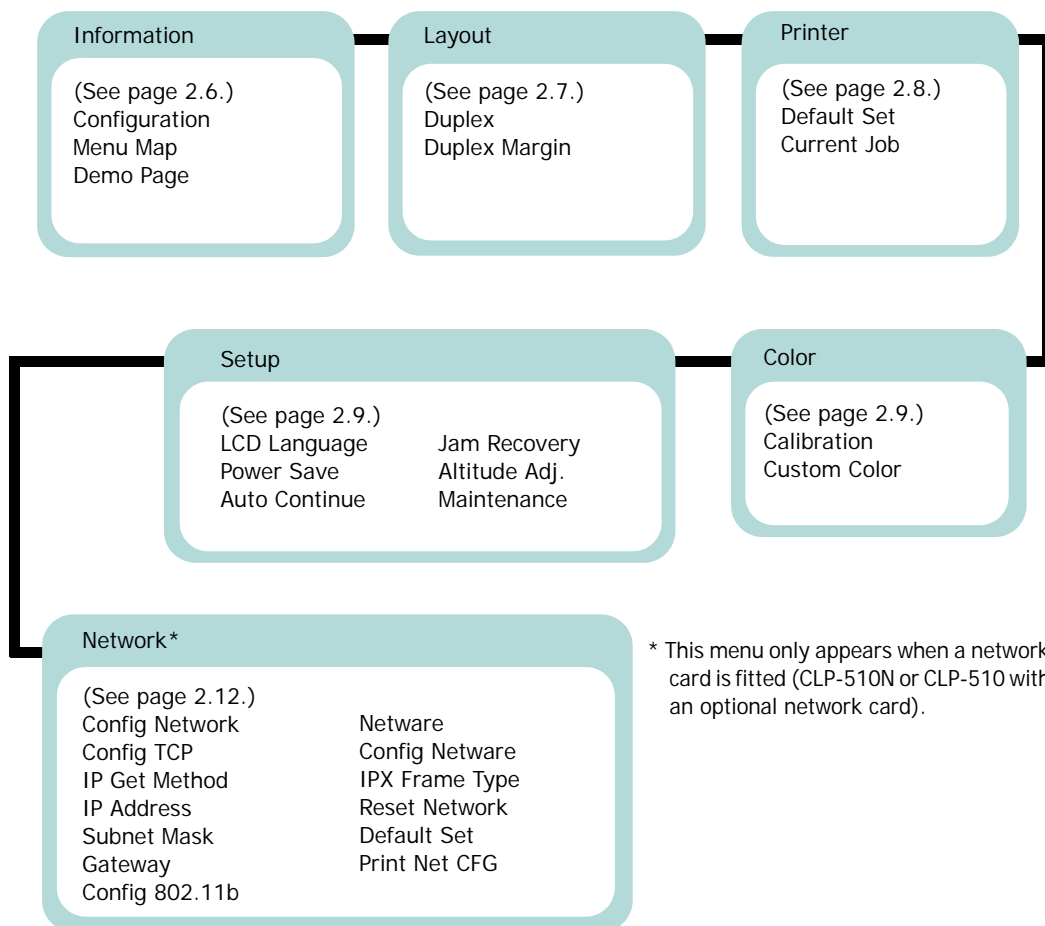 Information
(See page 2.6.)
Configuration
Menu Map
Demo Page
Layout
(See page 2.7.)
Duplex
Duplex Margin
Printer
(See page 2.8.)
Default Set
Current Job
Setup
(See page 2.9.)
LCD Language
Power Save
Auto Continue
Jam Recovery
Altitude Adj.
Maintenance
Color
(See page 2.9.)
Calibration
Custom Color
Network*
(See page 2.12.)
Config Network
Config TCP
IP Get Method
IP Address
Subnet Mask
Gateway
Config 802.11b
Netware
Config Netware
IPX Frame Type
Reset Network
Default Set
Print Net CFG
* This menu only appears when a network
card is fitted (CLP-510N or CLP-510 with
an optional network card).